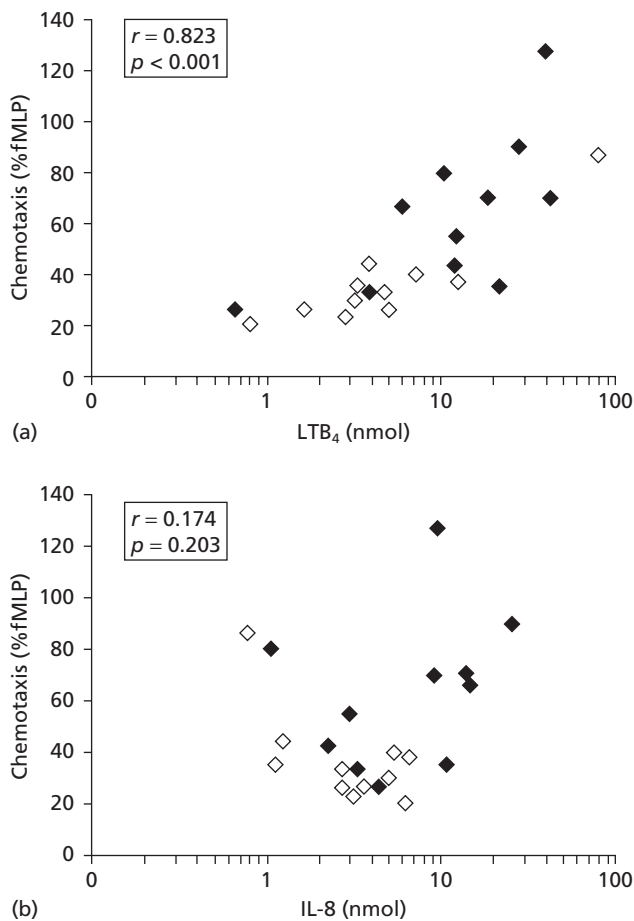 140
r = 0.823
p < 0.001
120
100
80
60
40
20
0
Chemotaxis (%fMLP)
0 1 10 100
(a) LTB₄ (nmol)
140
r = 0.174
p = 0.203
120
100
80
60
40
20
0
Chemotaxis (%fMLP)
0 1 10 100
(b) IL-8 (nmol)